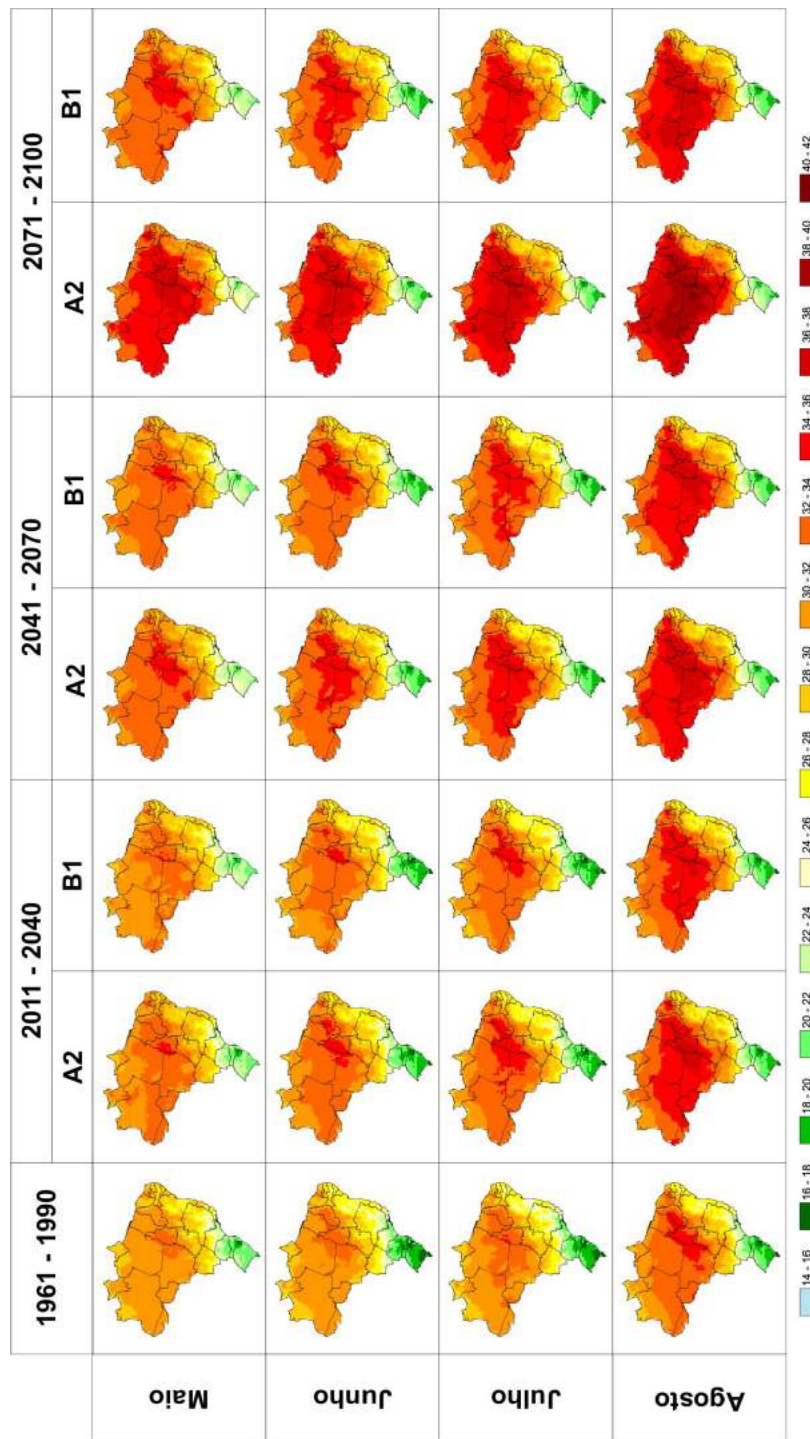 1961 - 1990
2011 - 2040
2041 - 2070
2071 - 2100
A2
B1
A2
B1
A2
B1
Maio
Junho
Julho
Agosto
14 - 16
16 - 18
18 - 20
20 - 22
22 - 24
24 - 26
26 - 28
28 - 30
30 - 32
32 - 34
34 - 36
36 - 38
38 - 40
40 - 42